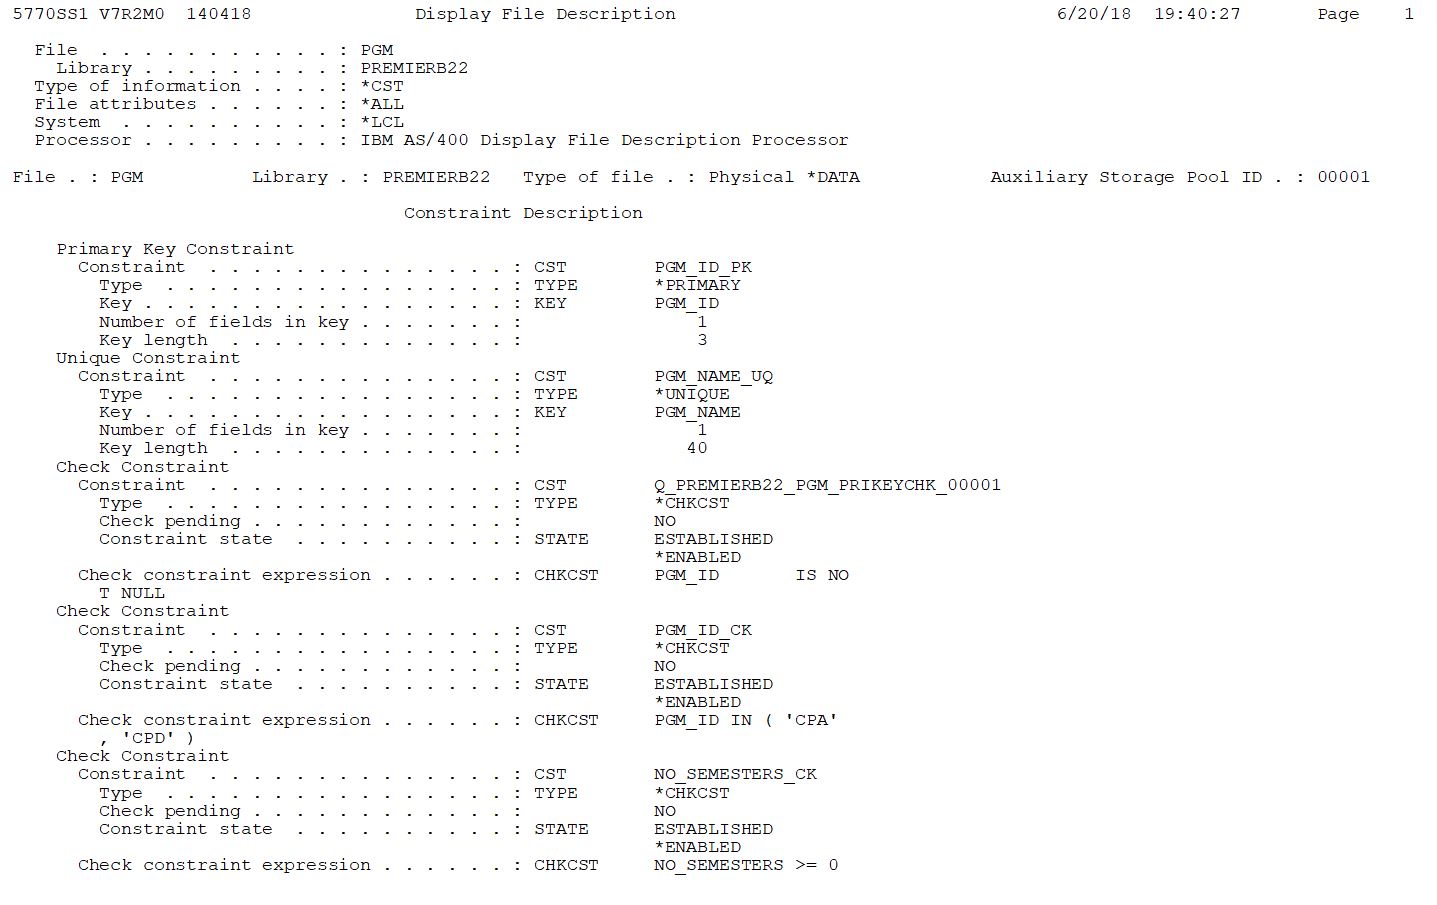 5770SS1 V7R2M0  140418               Display File Description                                   6/20/18  19:40:27       Page    1
  File  . . . . . . . . . . . : PGM
    Library . . . . . . . . . : PREMIERB22
  Type of information . . . . : *CST
  File attributes . . . . . . : *ALL
  System  . . . . . . . . . . : *LCL
  Processor . . . . . . . . . : IBM AS/400 Display File Description Processor
File . : PGM          Library . : PREMIERB22   Type of file . : Physical *DATA            Auxiliary Storage Pool ID . : 00001
                                    Constraint Description
    Primary Key Constraint
      Constraint  . . . . . . . . . . . . . . : CST        PGM_ID_PK
        Type  . . . . . . . . . . . . . . . . : TYPE       *PRIMARY
        Key . . . . . . . . . . . . . . . . . : KEY        PGM_ID
        Number of fields in key . . . . . . . :                1
        Key length  . . . . . . . . . . . . . :                3
    Unique Constraint
      Constraint  . . . . . . . . . . . . . . : CST        PGM_NAME_UQ
        Type  . . . . . . . . . . . . . . . . : TYPE       *UNIQUE
        Key . . . . . . . . . . . . . . . . . : KEY        PGM_NAME
        Number of fields in key . . . . . . . :                1
        Key length  . . . . . . . . . . . . . :               40
    Check Constraint
      Constraint  . . . . . . . . . . . . . . : CST        Q_PREMIERB22_PGM_PRIKEYCHK_00001
        Type  . . . . . . . . . . . . . . . . : TYPE       *CHKCST
        Check pending . . . . . . . . . . . . :            NO
        Constraint state  . . . . . . . . . . : STATE      ESTABLISHED
                                                           *ENABLED
      Check constraint expression . . . . . . : CHKCST     PGM_ID       IS NO
        T NULL
    Check Constraint
      Constraint  . . . . . . . . . . . . . . : CST        PGM_ID_CK
        Type  . . . . . . . . . . . . . . . . : TYPE       *CHKCST
        Check pending . . . . . . . . . . . . :            NO
        Constraint state  . . . . . . . . . . : STATE      ESTABLISHED
                                                           *ENABLED
      Check constraint expression . . . . . . : CHKCST     PGM_ID IN ( 'CPA'
        , 'CPD' )
    Check Constraint
      Constraint  . . . . . . . . . . . . . . : CST        NO_SEMESTERS_CK
        Type  . . . . . . . . . . . . . . . . : TYPE       *CHKCST
        Check pending . . . . . . . . . . . . :            NO
        Constraint state  . . . . . . . . . . : STATE      ESTABLISHED
                                                           *ENABLED
      Check constraint expression . . . . . . : CHKCST     NO_SEMESTERS >= 0